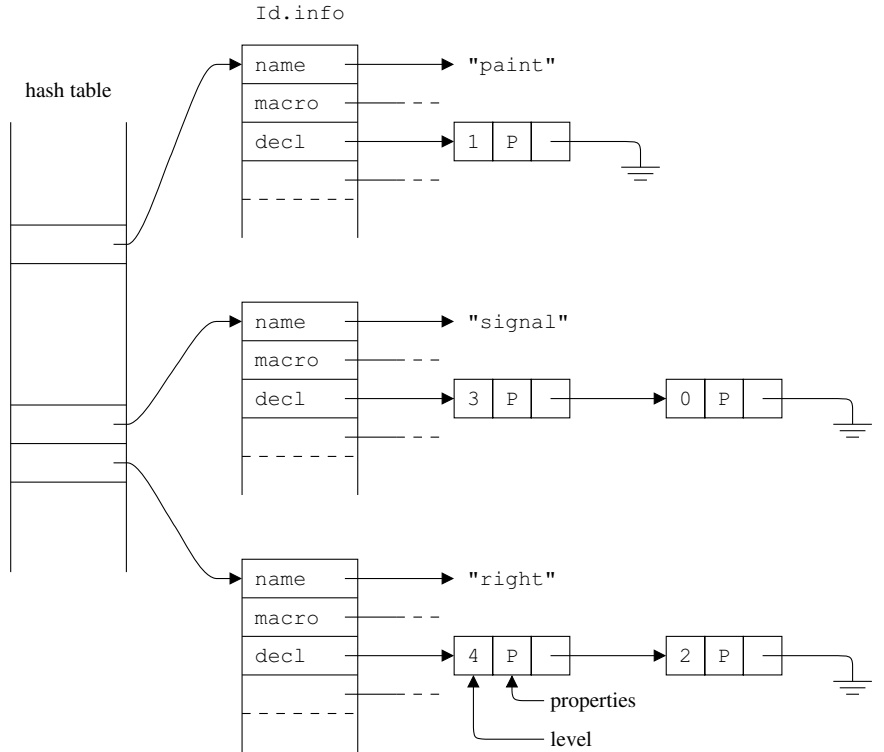 Id.info
hash table
name "paint"
macro
decl 1 P
name "signal"
macro
decl 3 P 0 P
name "right"
macro
decl 4 P 2 P
properties
level